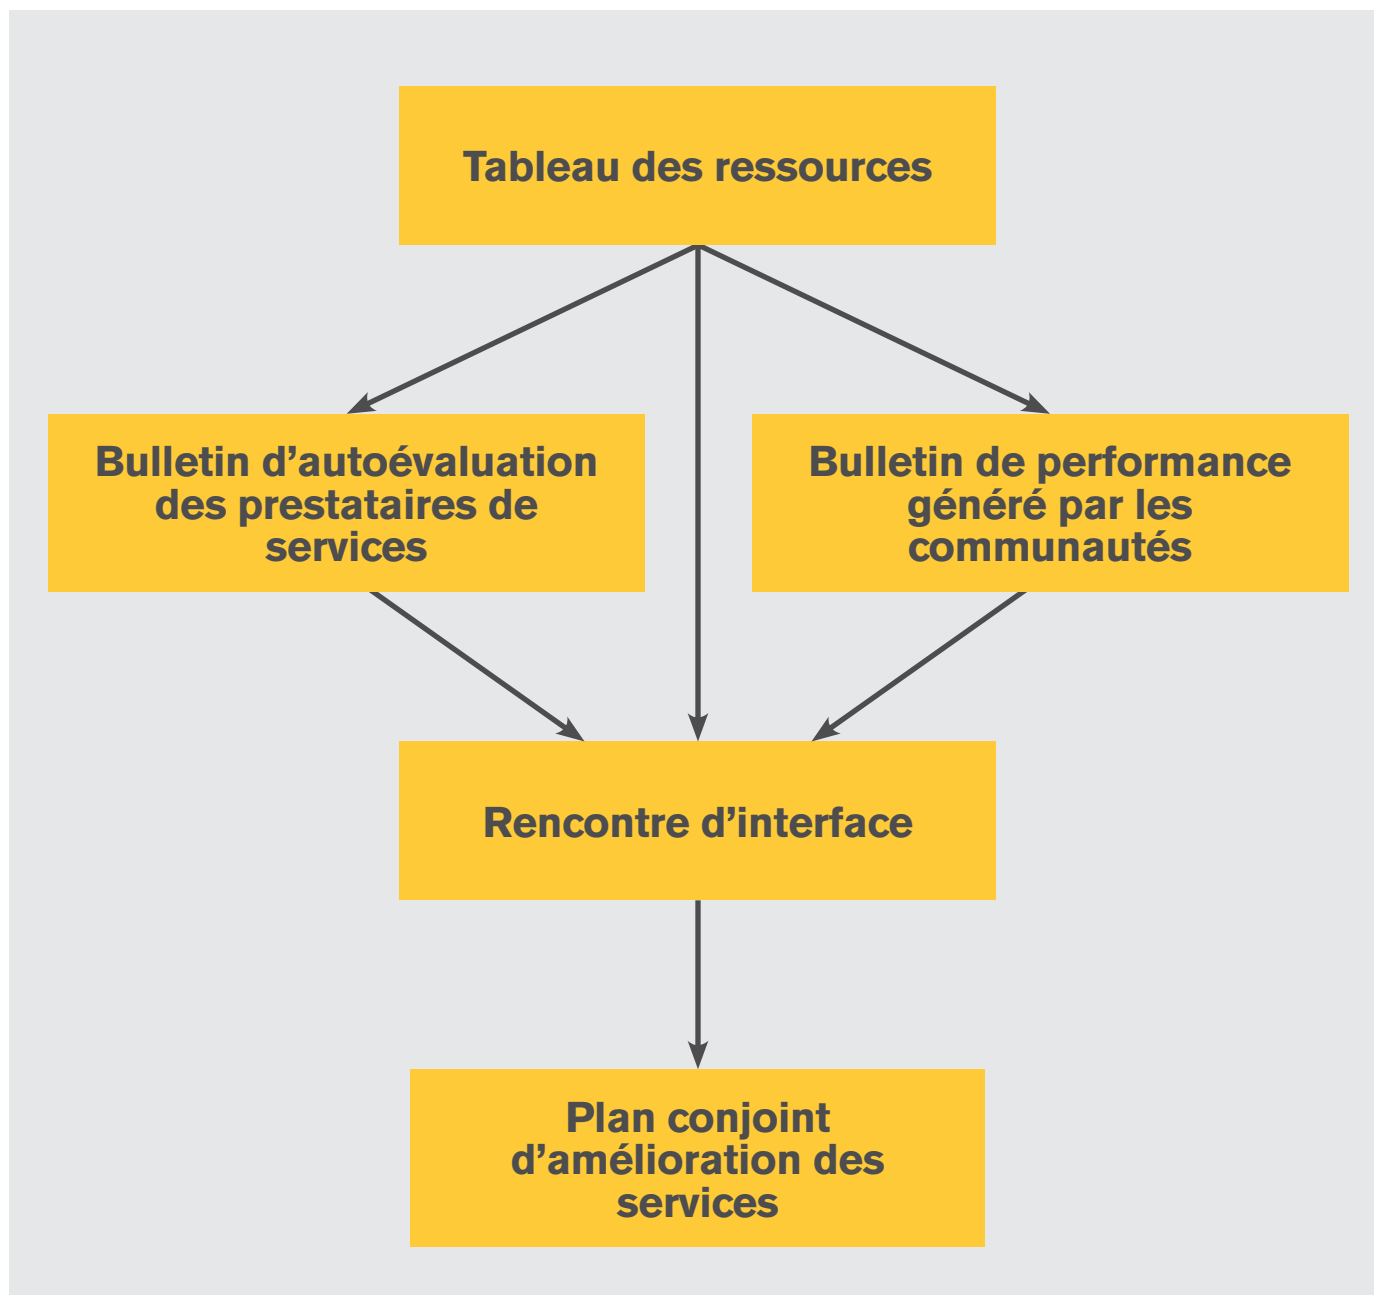 Tableau des ressources
Bulletin d’autoévaluation
des prestataires de
services
Bulletin de performance
généré par les
communautés
Rencontre d’interface
Plan conjoint
d’amélioration des
services